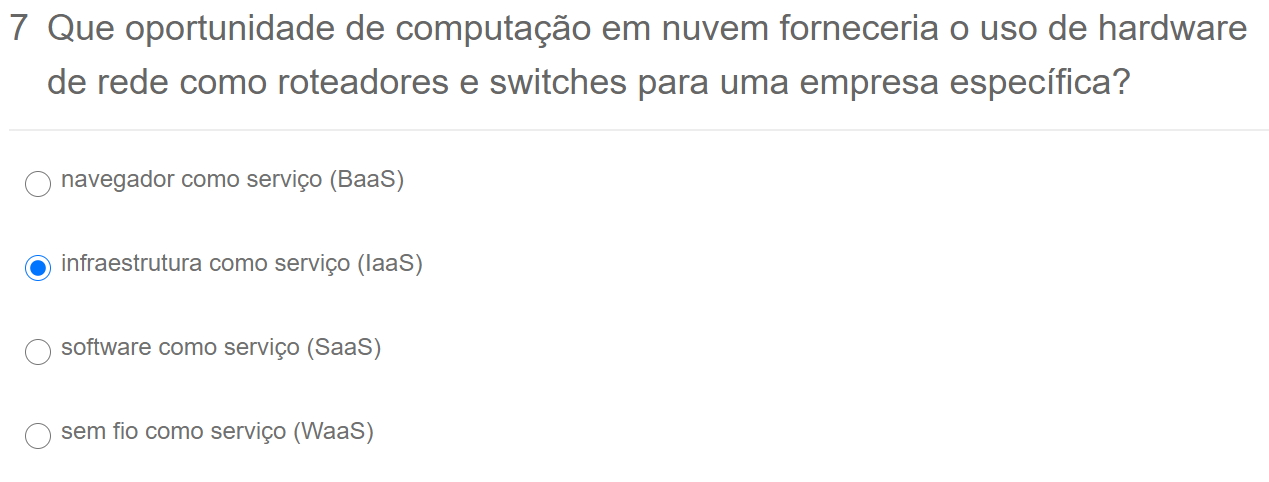 7 Que oportunidade de computação em nuvem forneceria o uso de hardware
de rede como roteadores e switches para uma empresa específica?
navegador como serviço (BaaS)
infraestrutura como serviço (IaaS)
software como serviço (SaaS)
sem fio como serviço (WaaS)